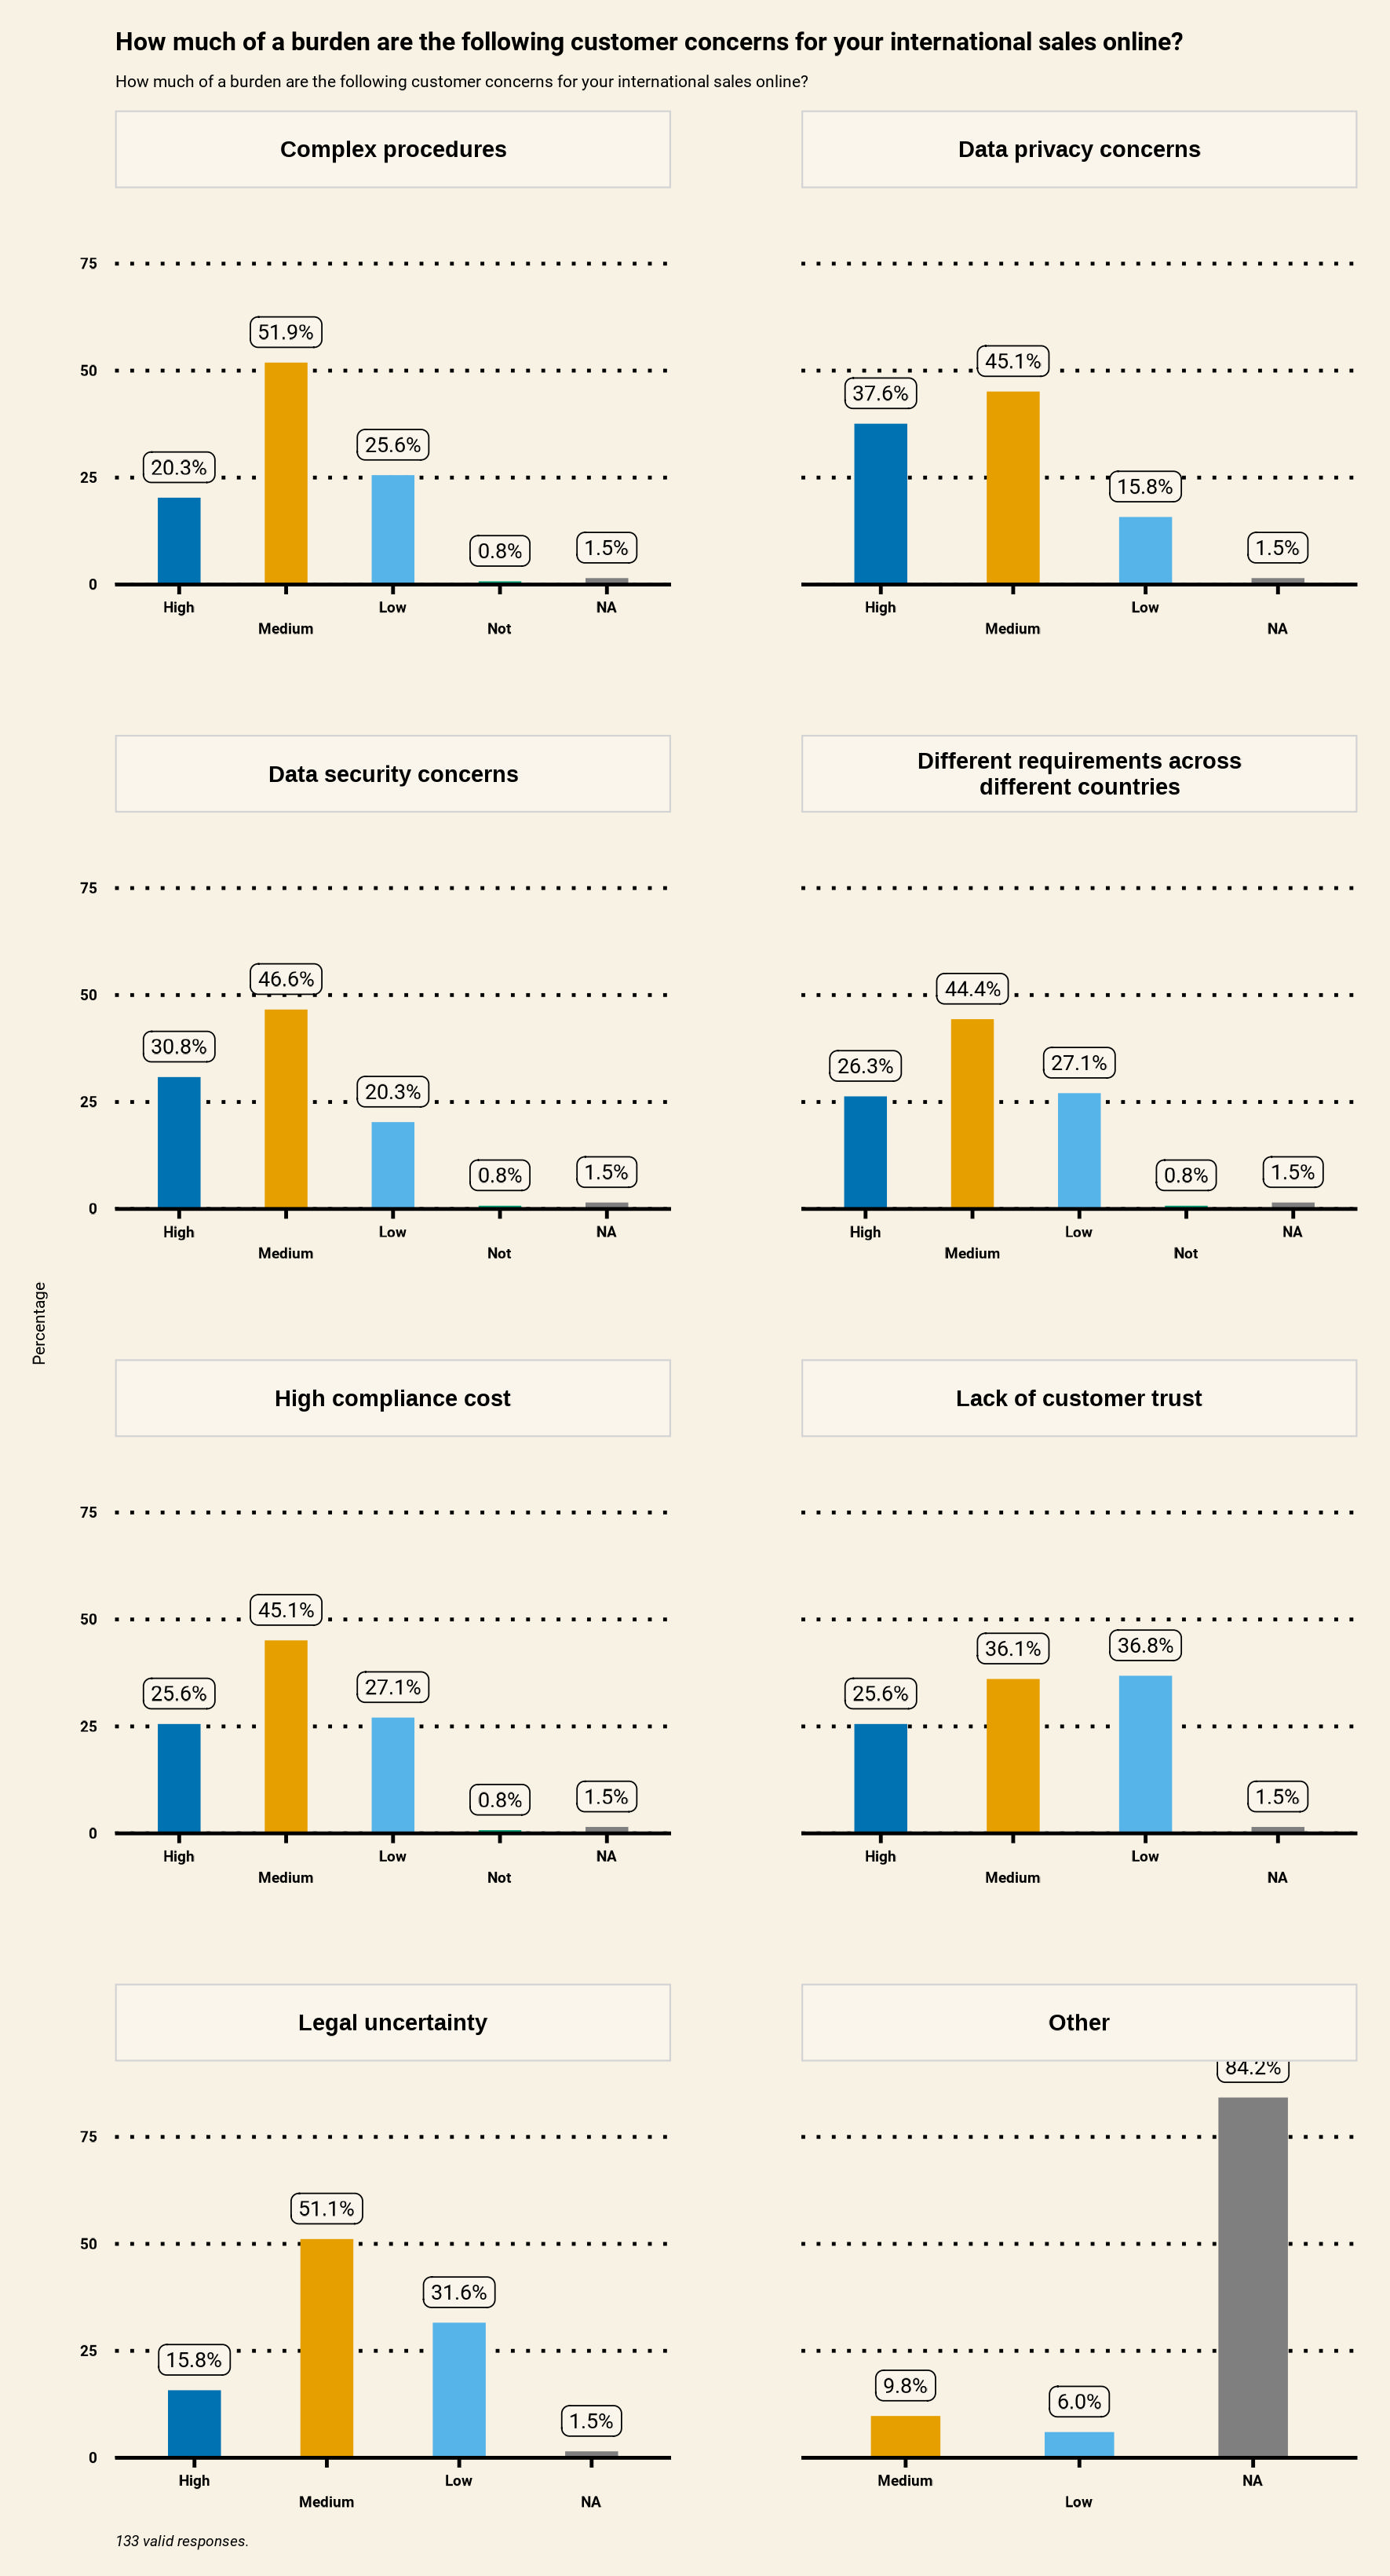 How much of a burden are the following customer concerns for your international sales online?
How much of a burden are the following customer concerns for your international sales online?
Complex procedures
75
50
25
0
20.3%
51.9%
25.6%
0.8%
1.5%
High
Medium
Low
Not
NA
Data privacy concerns
37.6%
45.1%
15.8%
1.5%
High
Medium
Low
NA
Data security concerns
75
50
25
0
30.8%
46.6%
20.3%
0.8%
1.5%
High
Medium
Low
Not
NA
Different requirements across
different countries
26.3%
44.4%
27.1%
0.8%
1.5%
High
Medium
Low
Not
NA
Percentage
High compliance cost
75
50
25
0
25.6%
45.1%
27.1%
0.8%
1.5%
High
Medium
Low
Not
NA
Lack of customer trust
25.6%
36.1%
36.8%
1.5%
High
Medium
Low
NA
Legal uncertainty
75
50
25
0
15.8%
51.1%
31.6%
1.5%
High
Medium
Low
NA
Other
9.8%
6.0%
84.2%
Medium
Low
NA
133 valid responses.